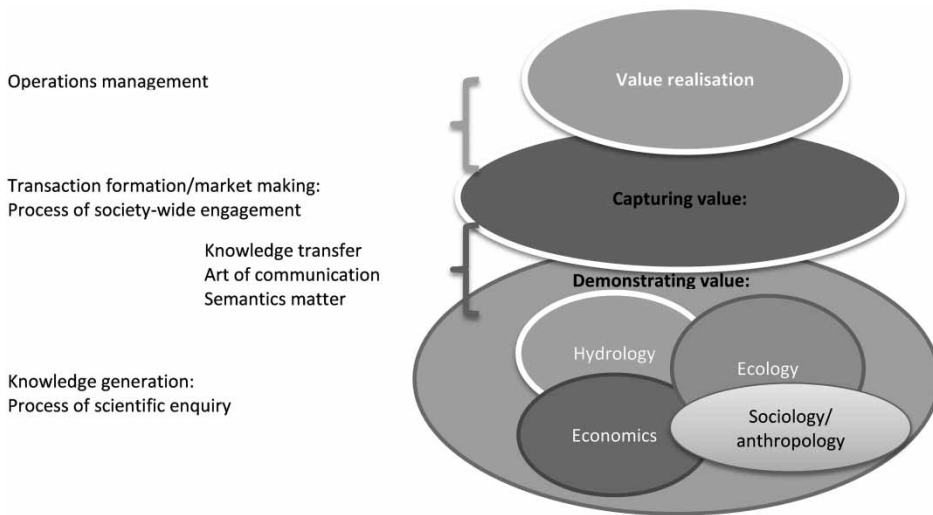 Operations management
Value realisation
Transaction formation/market making:
Process of society-wide engagement
Capturing value:
Knowledge transfer
Art of communication
Semantics matter
Demonstrating value:
Hydrology
Ecology
Knowledge generation:
Process of scientific enquiry
Economics
Sociology/
anthropology